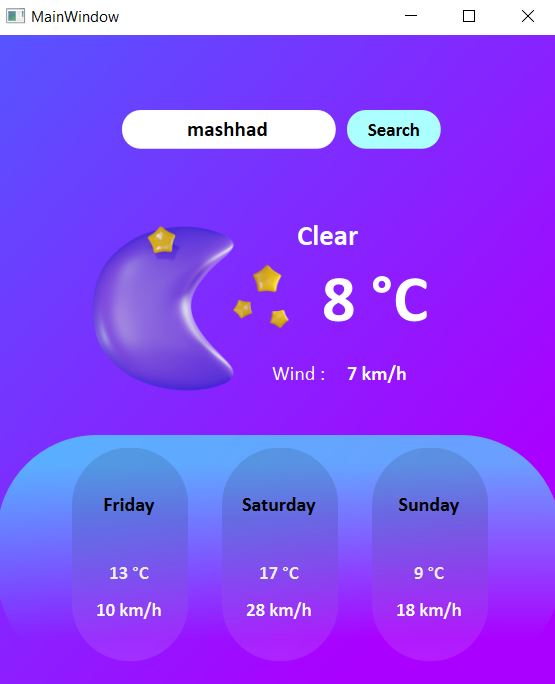 MainWindow
mashhad Search
Clear
8 °C
Wind : 7 km/h
Friday Saturday Sunday
13 °C 17 °C 9 °C
10 km/h 28 km/h 18 km/h